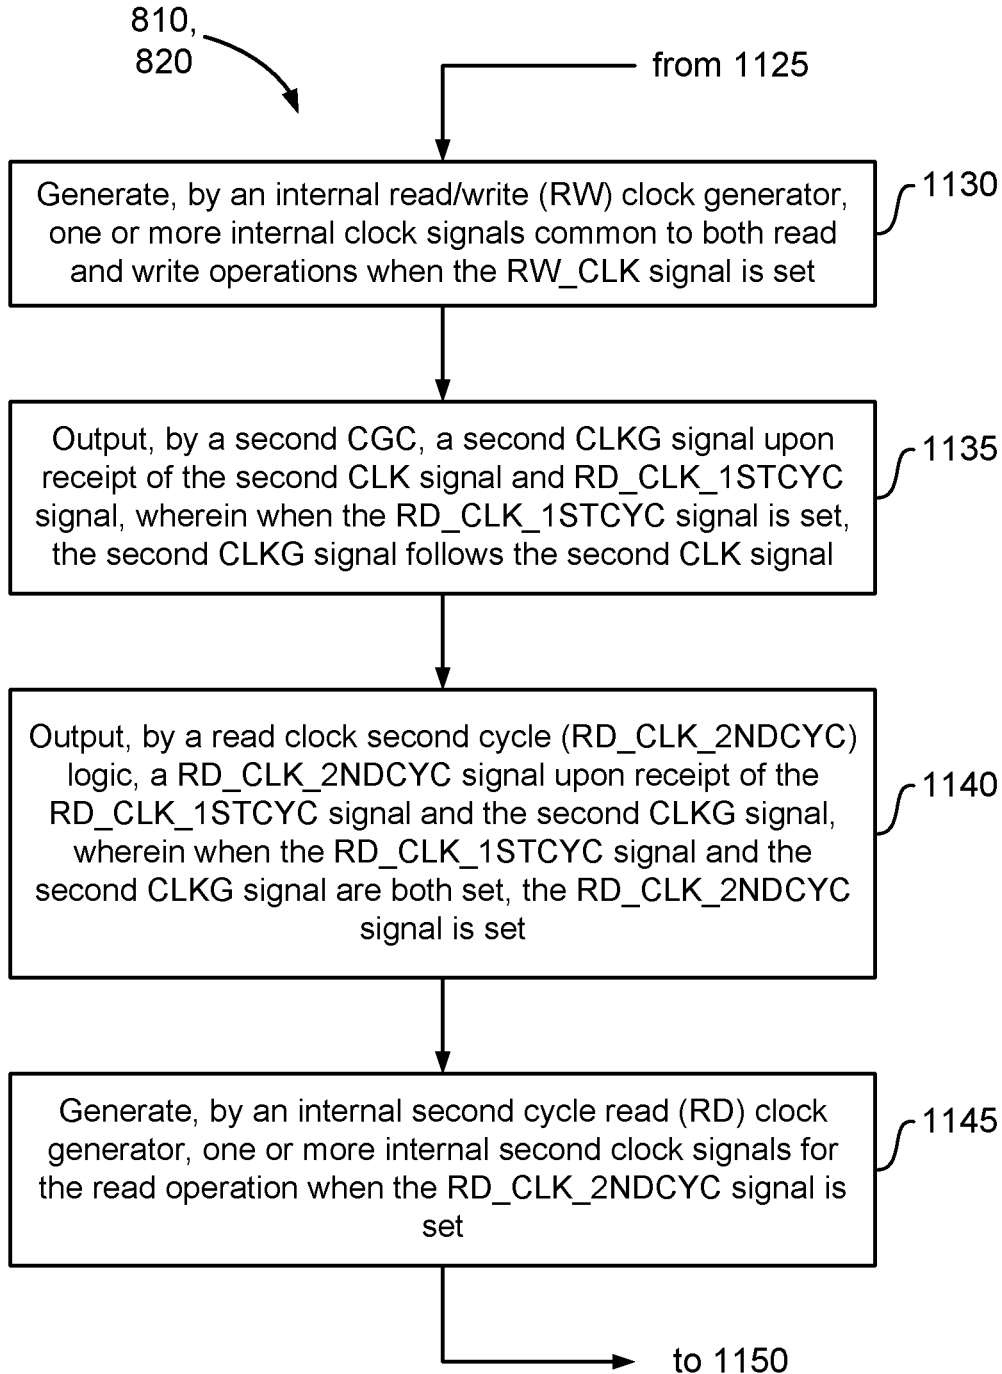 810,
820
from 1125
Generate, by an internal read/write (RW) clock generator,
one or more internal clock signals common to both read
and write operations when the RW_CLK signal is set
1130
Output, by a second CGC, a second CLKG signal upon
receipt of the second CLK signal and RD_CLK_1STCYC
signal, wherein when the RD_CLK_1STCYC signal is set,
the second CLKG signal follows the second CLK signal
1135
Output, by a read clock second cycle (RD_CLK_2NDCYC)
logic, a RD_CLK_2NDCYC signal upon receipt of the
RD_CLK_1STCYC signal and the second CLKG signal,
wherein when the RD_CLK_1STCYC signal and the
second CLKG signal are both set, the RD_CLK_2NDCYC
signal is set
1140
Generate, by an internal second cycle read (RD) clock
generator, one or more internal second clock signals for
the read operation when the RD_CLK_2NDCYC signal is
set
1145
to 1150